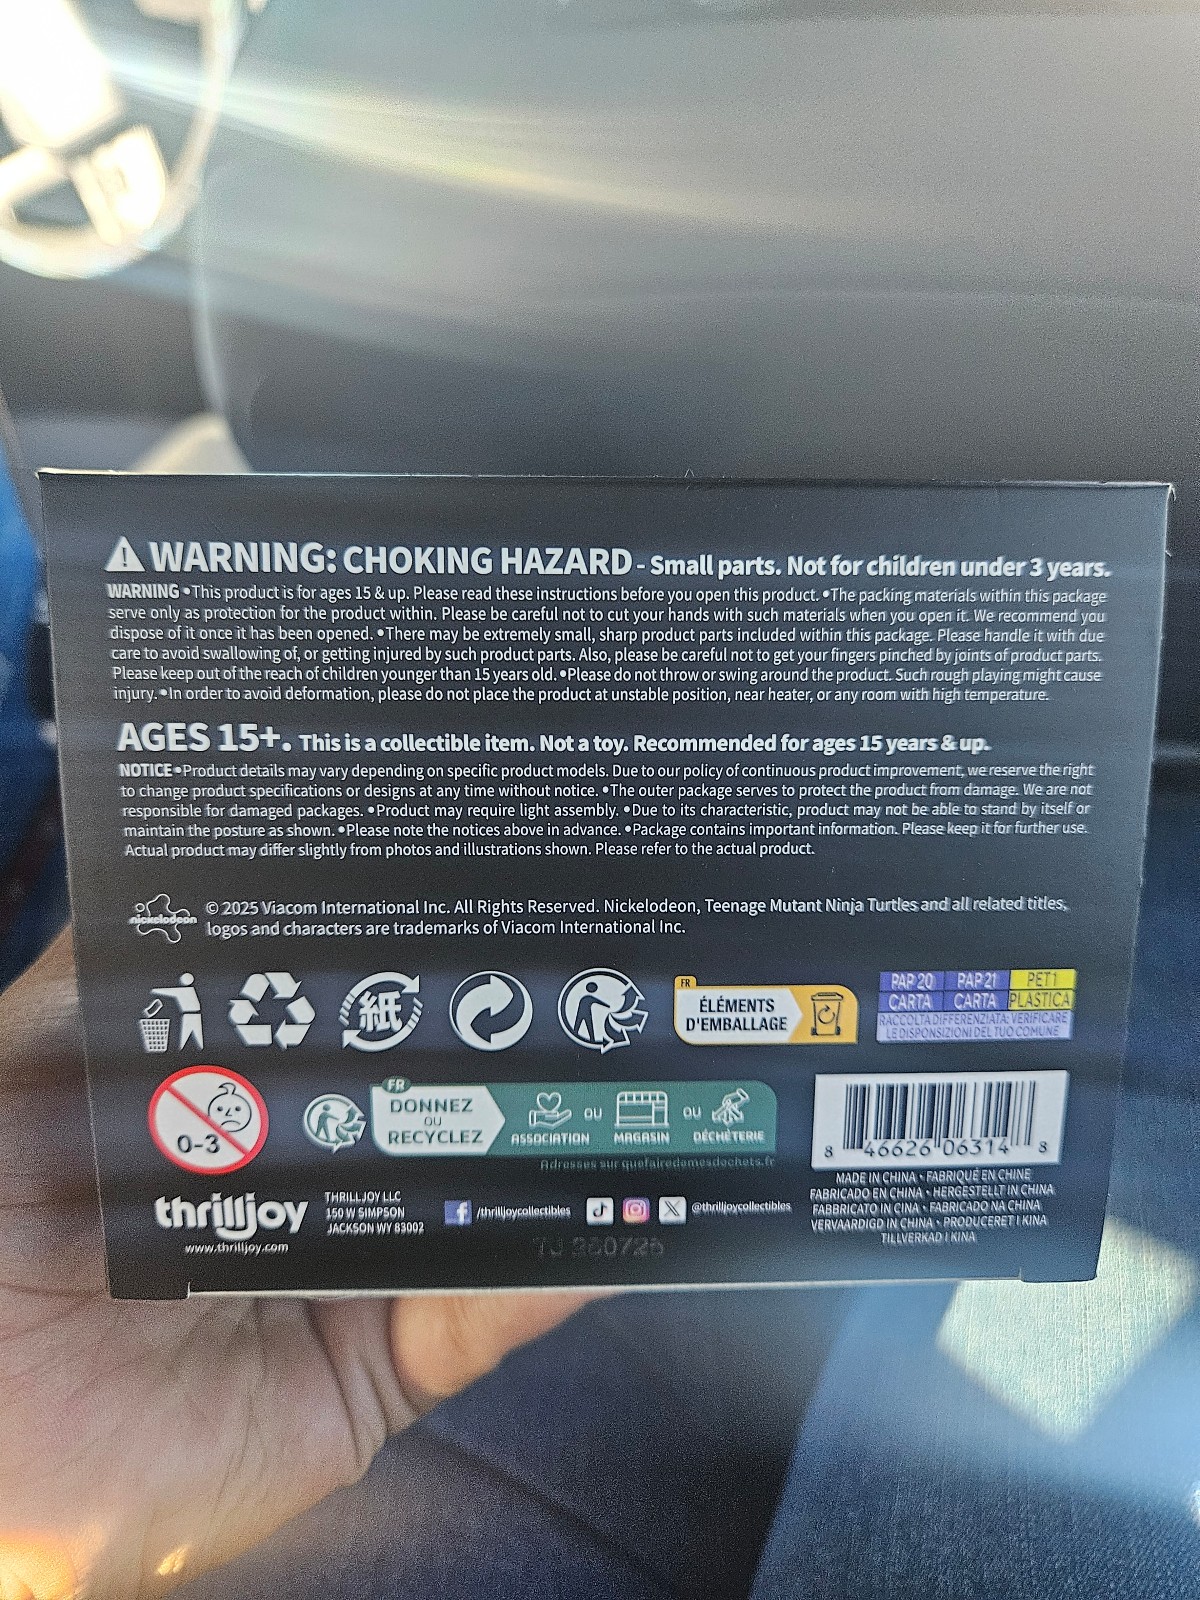 WARNING: CHOKING HAZARD - Small parts. Not for children under 3 years.
WARNING •This product is for ages 15 & up. Please read these instructions before you open this product. •The packing materials within this package
serve only as protection for the product within. Please be careful not to cut your hands with such materials when you open it. We recommend you
dispose of it once it has been opened. •There may be extremely small, sharp product parts included within this package. Please handle it with due
care to avoid swallowing of, or getting injured by such product parts. Also, please be careful not to get your fingers pinched by joints of product parts.
Please keep out of the reach of children younger than 15 years old. •Please do not throw or swing around the product. Such rough playing might cause
injury. •In order to avoid deformation, please do not place the product at unstable position, near heater, or any room with high temperature.
AGES 15+. This is a collectible item. Not a toy. Recommended for ages 15 years & up.
NOTICE •Product details may vary depending on specific product models. Due to our policy of continuous product improvement, we reserve the right
to change product specifications or designs at any time without notice. •The outer package serves to protect the product from damage. We are not
responsible for damaged packages. •Product may require light assembly. •Due to its characteristic, product may not be able to stand by itself or
maintain the posture as shown. •Please note the notices above in advance. •Package contains important information. Please keep it for further use.
Actual product may differ slightly from photos and illustrations shown. Please refer to the actual product.
nickelodeon
© 2025 Viacom International Inc. All Rights Reserved. Nickelodeon, Teenage Mutant Ninja Turtles and all related titles,
logos and characters are trademarks of Viacom International Inc.
紙
FR
ÉLÉMENTS
D'EMBALLAGE
PAP 20 PAP 21 PET 1
CARTA CARTA PLASTICA
RACCOLTA DIFFERENZIATA: VERIFICARE
LE DISPOSIZIONI DEL TUO COMUNE
0-3
FR
DONNEZ
OU
RECYCLEZ
ASSOCIATION OU MAGASIN OU DÉCHÈTERIE
Adresses sur quefairedemesdechets.fr
8 46626 06314 8
MADE IN CHINA • FABRIQUÉ EN CHINE
FABRICADO EN CHINA • HERGESTELLT IN CHINA
FABBRICATO IN CINA • FABRICADO NA CHINA
VERVAARDIGD IN CHINA • PRODUCERET I KINA
TILLVERKAD I KINA
thrilljoy
www.thrilljoy.com
THRILLJOY LLC
150 W SIMPSON
JACKSON WY 83002
/thrilljoycollectibles
@thrilljoycollectibles